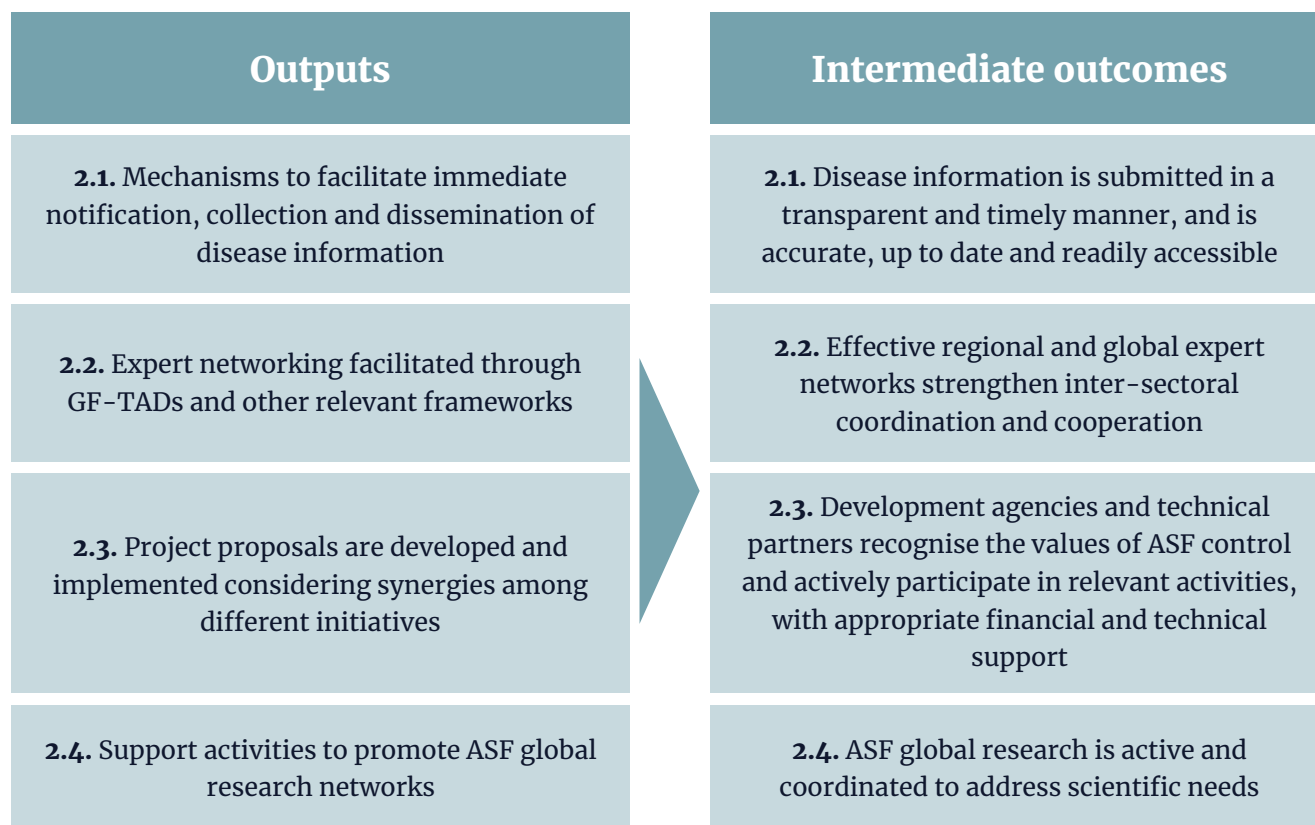 Outputs
2.1. Mechanisms to facilitate immediate
notification, collection and dissemination of
disease information
2.2. Expert networking facilitated through
GF-TADs and other relevant frameworks
2.3. Project proposals are developed and
implemented considering synergies among
different initiatives
2.4. Support activities to promote ASF global
research networks
Intermediate outcomes
2.1. Disease information is submitted in a
transparent and timely manner, and is
accurate, up to date and readily accessible
2.2. Effective regional and global expert
networks strengthen inter-sectoral
coordination and cooperation
2.3. Development agencies and technical
partners recognise the values of ASF control
and actively participate in relevant activities,
with appropriate financial and technical
support
2.4. ASF global research is active and
coordinated to address scientific needs